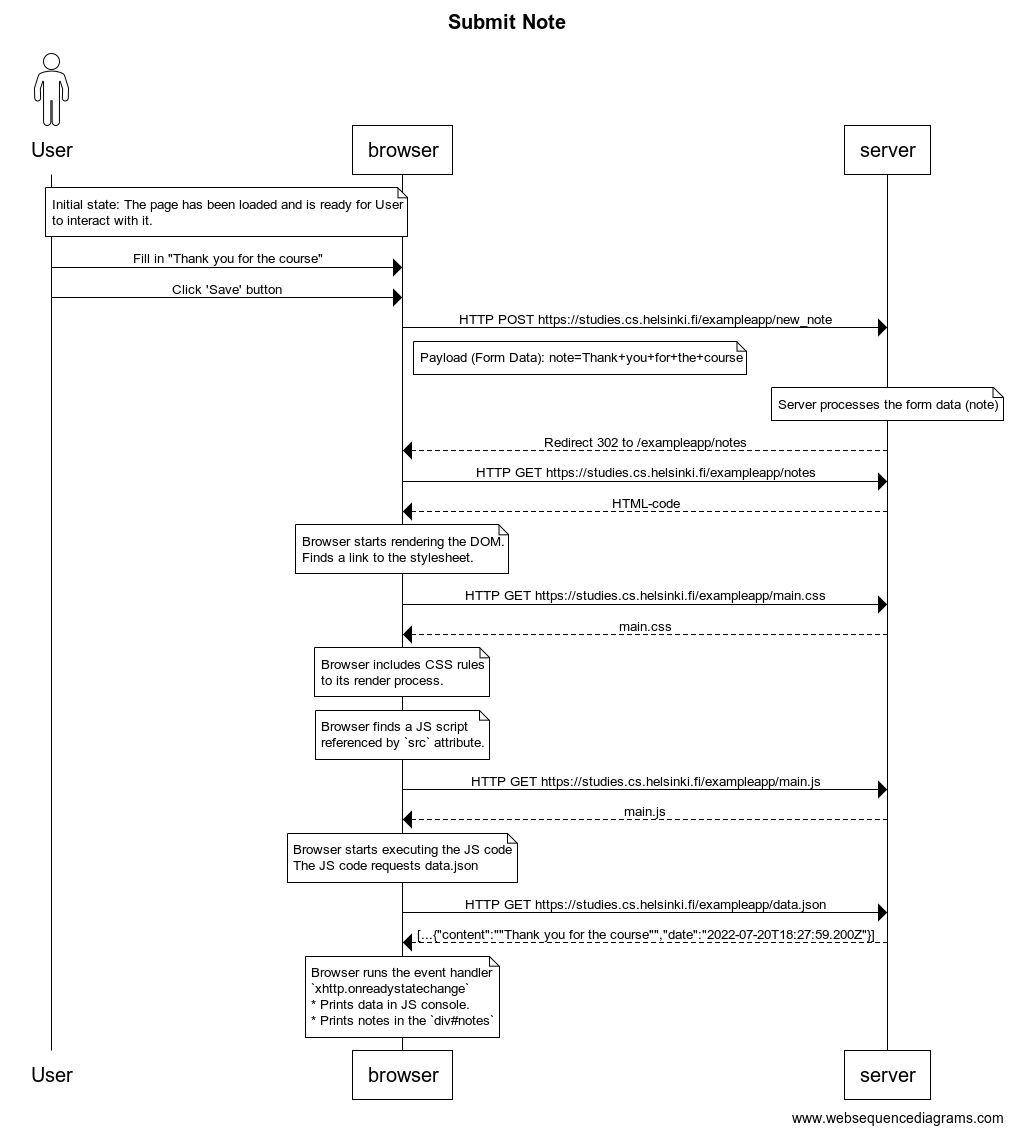 Submit Note
User
browser
server
Initial state: The page has been loaded and is ready for User
to interact with it.
Fill in "Thank you for the course"
Click 'Save' button
HTTP POST https://studies.cs.helsinki.fi/exampleapp/new_note
Payload (Form Data): note=Thank+you+for+the+course
Server processes the form data (note)
Redirect 302 to /exampleapp/notes
HTTP GET https://studies.cs.helsinki.fi/exampleapp/notes
HTML-code
Browser starts rendering the DOM.
Finds a link to the stylesheet.
HTTP GET https://studies.cs.helsinki.fi/exampleapp/main.css
main.css
Browser includes CSS rules
to its render process.
Browser finds a JS script
referenced by `src` attribute.
HTTP GET https://studies.cs.helsinki.fi/exampleapp/main.js
main.js
Browser starts executing the JS code
The JS code requests data.json
HTTP GET https://studies.cs.helsinki.fi/exampleapp/data.json
[...{"content":""Thank you for the course"","date":"2022-07-20T18:27:59.200Z"}]
Browser runs the event handler
`xhttp.onreadystatechange`
* Prints data in JS console.
* Prints notes in the `div#notes`
User
browser
server
www.websequencediagrams.com